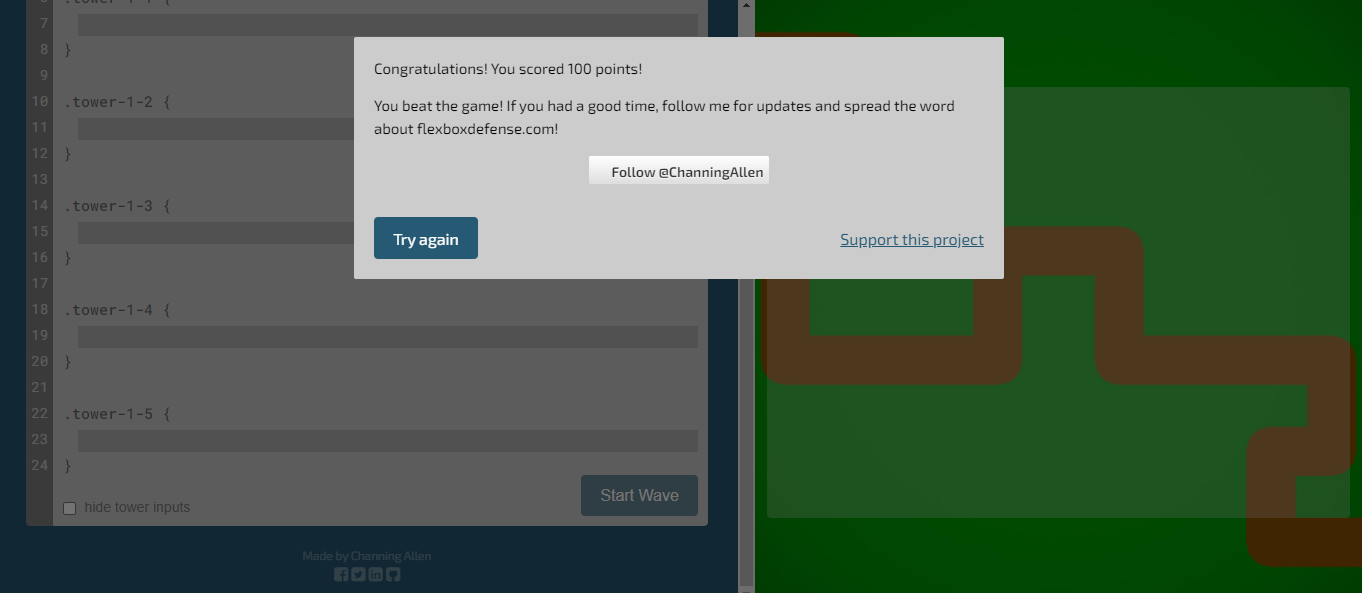 6 .tower-1-1 {
7
8 }
9
10 .tower-1-2 {
11
12 }
13
14 .tower-1-3 {
15
16 }
17
18 .tower-1-4 {
19
20 }
21
22 .tower-1-5 {
23
24 }
hide tower inputs
Start Wave
Made by Channing Allen
Congratulations! You scored 100 points!
You beat the game! If you had a good time, follow me for updates and spread the word
about flexboxdefense.com!
Follow @ChanningAllen
Try again
Support this project